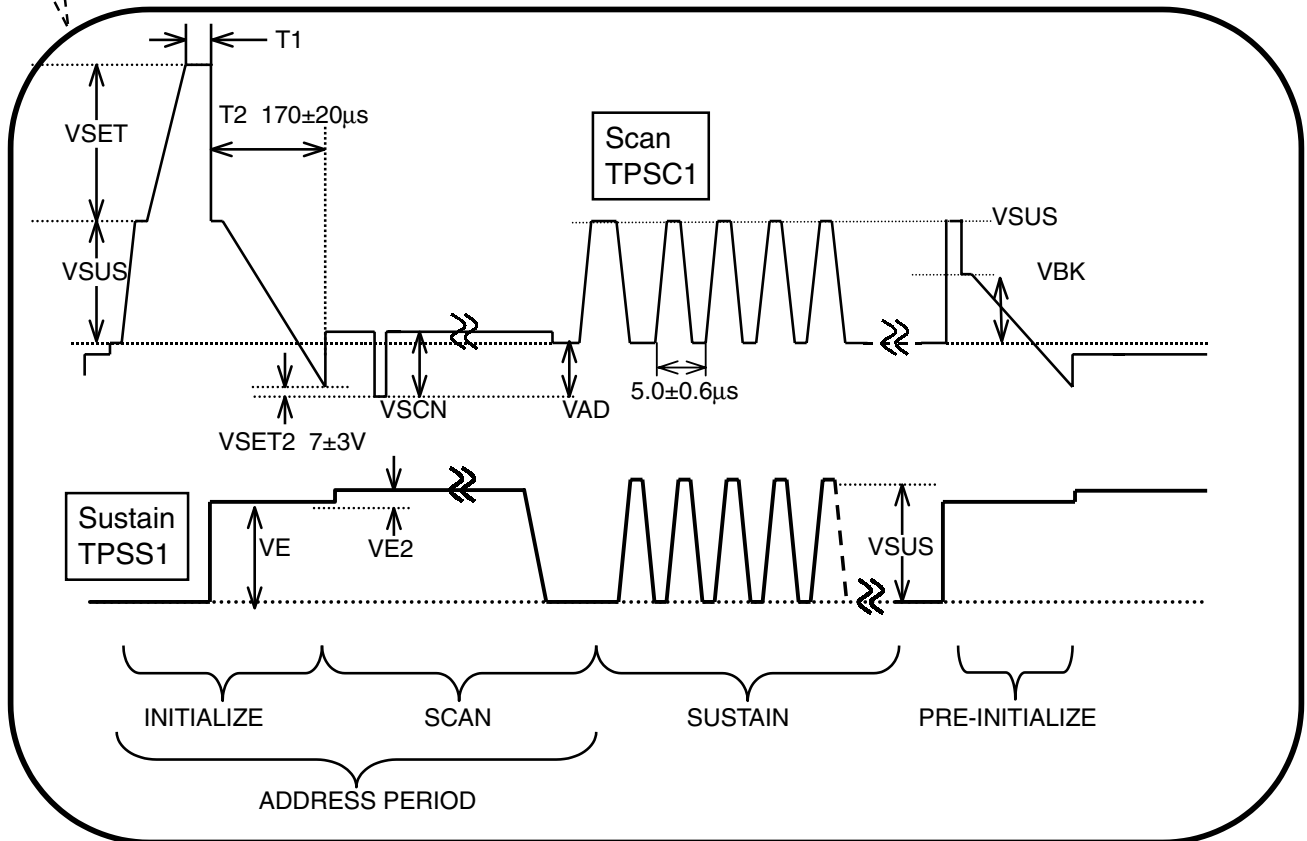 T1
T2 170±20μs
VSET
Scan
TPSC1
VSUS
VSUS
VBK
5.0±0.6μs
VSCN
VAD
VSET2 7±3V
Sustain
TPSS1
VE
VE2
VSUS
INITIALIZE
SCAN
SUSTAIN
PRE-INITIALIZE
ADDRESS PERIOD